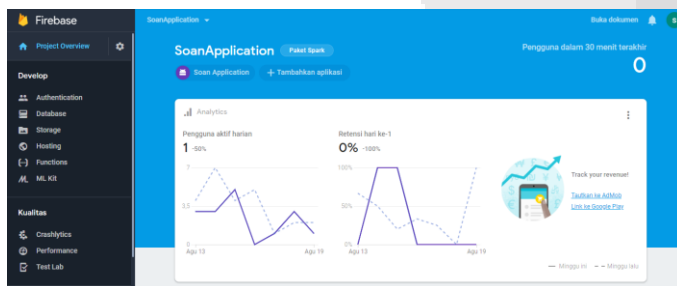 Firebase
Project Overview
Develop
Authentication
Database
Storage
Hosting
Functions
ML Kit
Kualitas
Crashlytics
Performance
Test Lab
SoanApplication
Buka dokumen
S
SoanApplication
Paket Spark
Soan Application
+ Tambahkan aplikasi
Pengguna dalam 30 menit terakhir
0
Analytics
Pengguna aktif harian
1 -50%
7
3,5
0
Agu 13
Agu 19
Retensi hari ke-1
0% -100%
100%
50%
0%
Agu 13
Agu 19
Track your revenue!
Tautkan ke AdMob
Link ke Google Play
Minggu ini
Minggu lalu